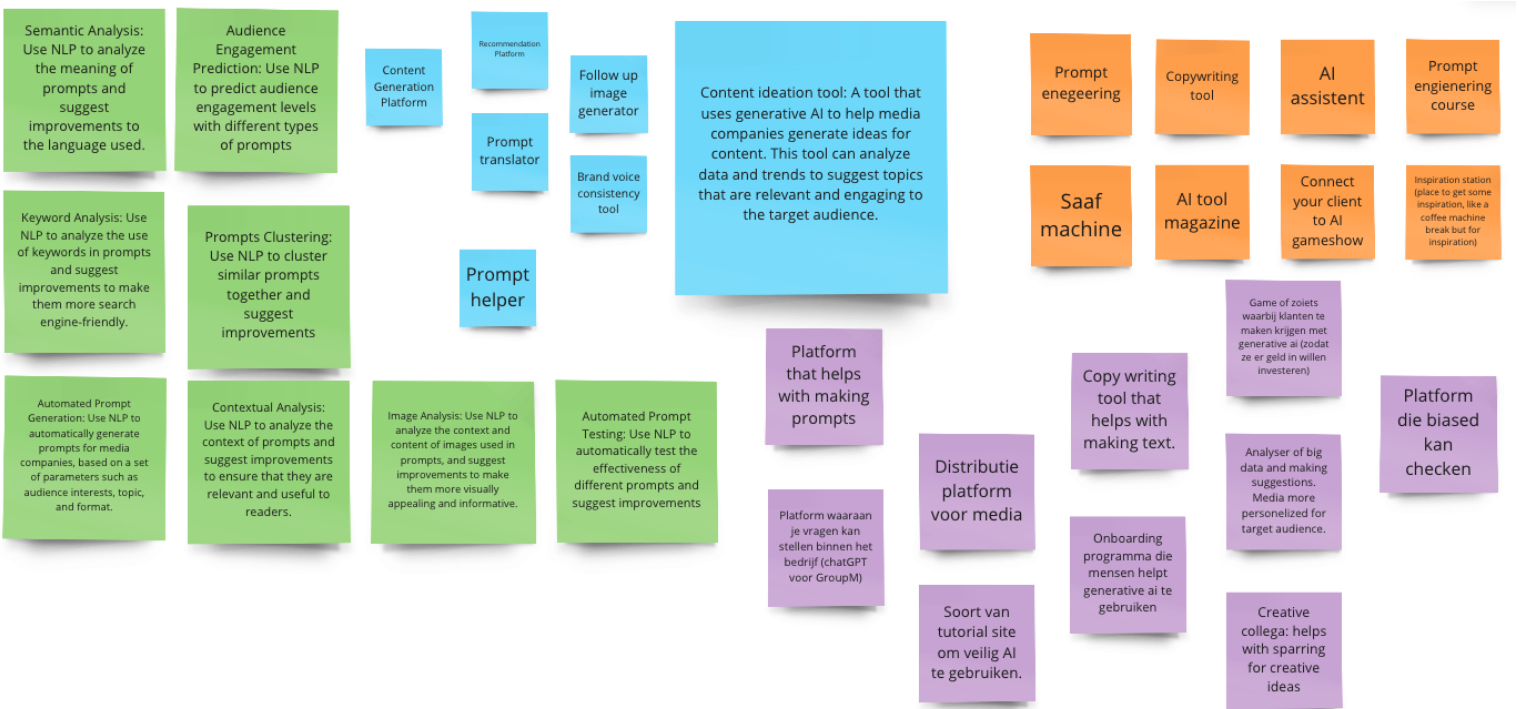 Semantic Analysis:
Use NLP to analyze
the meaning of
prompts and
suggest
improvements to
the language used.
Audience
Engagement
Prediction: Use NLP
to predict audience
engagement levels
with different types
of prompts
Keyword Analysis: Use
NLP to analyze the use
of keywords in prompts
and suggest
improvements to make
them more search
engine-friendly.
Prompts Clustering:
Use NLP to cluster
similar prompts
together and
suggest
improvements
Automated Prompt
Generation: Use NLP to
automatically generate
prompts for media
companies, based on a set
of parameters such as
audience interests, topic,
and format.
Contextual Analysis:
Use NLP to analyze the
context of prompts and
suggest improvements
to ensure that they are
relevant and useful to
readers.
Image Analysis: Use NLP to
analyze the context and
content of images used in
prompts, and suggest
improvements to make
them more visually
appealing and informative.
Automated Prompt
Testing: Use NLP to
automatically test the
effectiveness of
different prompts and
suggest improvements
Content
Generation
Platform
Recommendation
Platform
Follow up
image
generator
Prompt
translator
Brand voice
consistency
tool
Prompt
helper
Content ideation tool: A tool that
uses generative AI to help media
companies generate ideas for
content. This tool can analyze
data and trends to suggest topics
that are relevant and engaging to
the target audience.
Prompt
enegeering
Copywriting
tool
AI
assistent
Prompt
engienering
course
Saaf
machine
AI tool
magazine
Connect
your client
to AI
gameshow
Inspiration station
(place to get some
inspiration, like a
coffee machine
break but for
inspiration)
Platform
that helps
with making
prompts
Platform waaraan
je vragen kan
stellen binnen het
bedrijf (chatGPT
voor GroupM)
Distributie
platform
voor media
Soort van
tutorial site
om veilig AI
te gebruiken.
Copy writing
tool that
helps with
making text.
Onboarding
programma die
mensen helpt
generative ai te
gebruiken
Game of zoiets
waarbij klanten te
maken krijgen met
generative ai (zodat
ze er geld in willen
investeren)
Analyser of big
data and making
suggestions.
Media more
personelized for
target audience.
Creative
collega: helps
with sparring
for creative
ideas
Platform
die biased
kan
checken